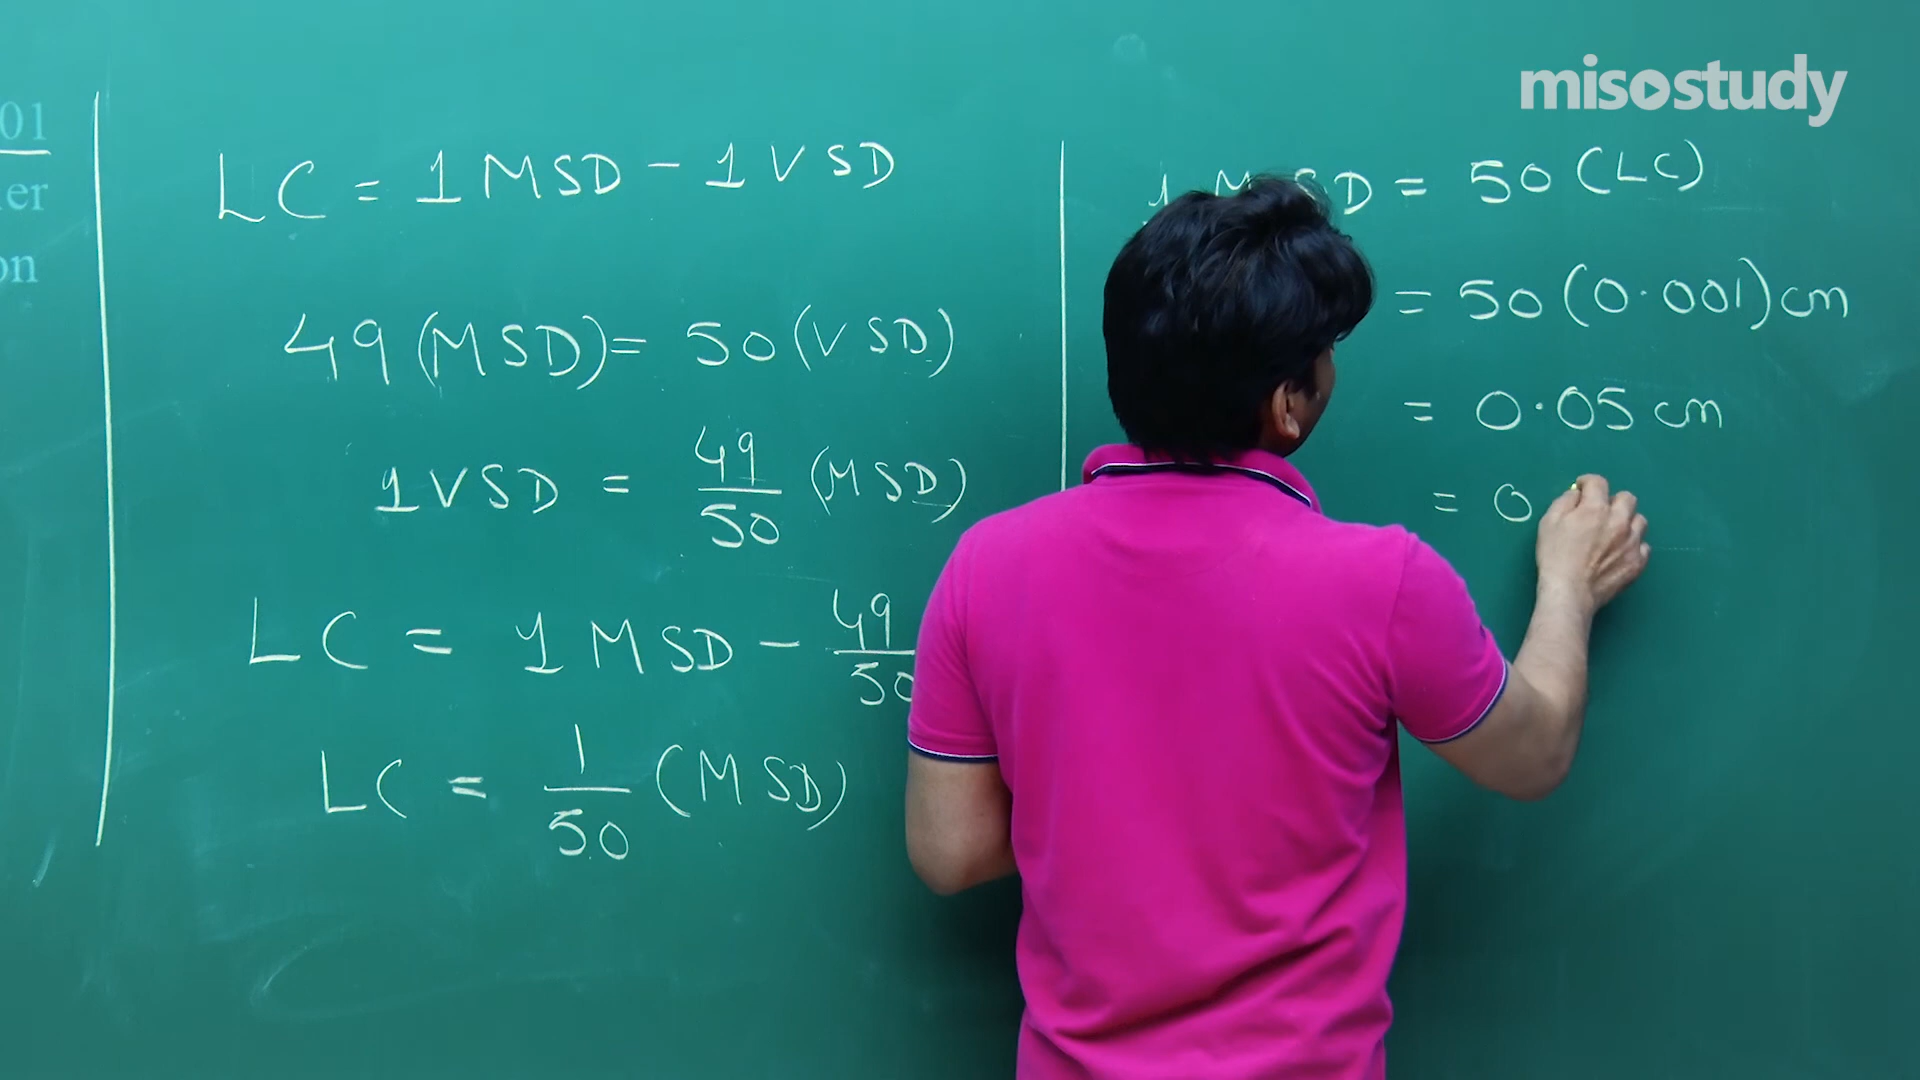 misostudy
01
er
on
LC = 1 MSD - 1 VSD
49 (MSD) = 50 (VSD)
1 VSD = 49/50 (MSD)
LC = 1 MSD - 49/50
LC = 1/50 (MSD)
1 MSD = 50 (LC)
= 50 (0.001) cm
= 0.05 cm
= 0